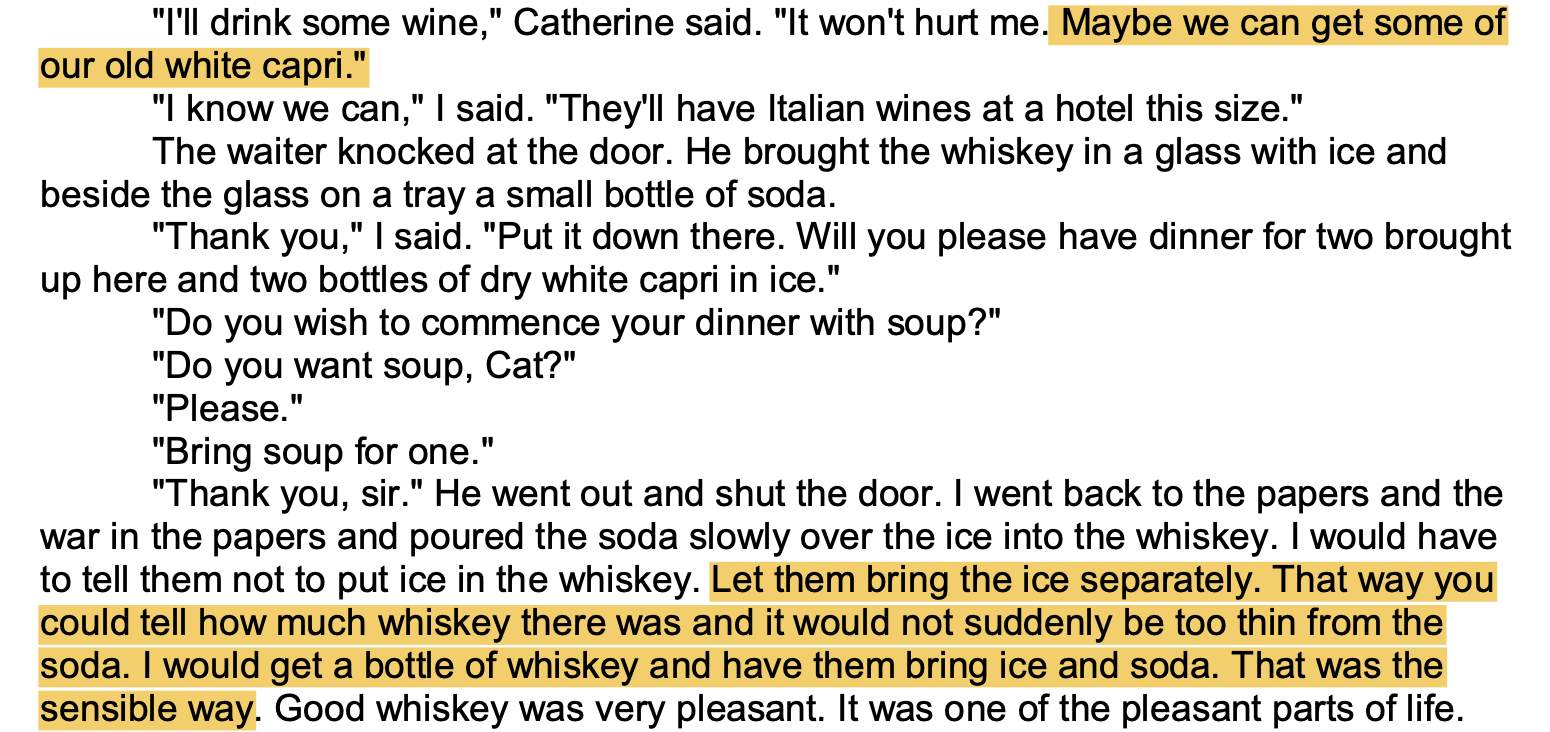 "I'll drink some wine," Catherine said. "It won't hurt me. Maybe we can get some of
our old white capri."
"I know we can," I said. "They'll have Italian wines at a hotel this size."
The waiter knocked at the door. He brought the whiskey in a glass with ice and
beside the glass on a tray a small bottle of soda.
"Thank you," I said. "Put it down there. Will you please have dinner for two brought
up here and two bottles of dry white capri in ice."
"Do you wish to commence your dinner with soup?"
"Do you want soup, Cat?"
"Please."
"Bring soup for one."
"Thank you, sir." He went out and shut the door. I went back to the papers and the
war in the papers and poured the soda slowly over the ice into the whiskey. I would have
to tell them not to put ice in the whiskey. Let them bring the ice separately. That way you
could tell how much whiskey there was and it would not suddenly be too thin from the
soda. I would get a bottle of whiskey and have them bring ice and soda. That was the
sensible way. Good whiskey was very pleasant. It was one of the pleasant parts of life.